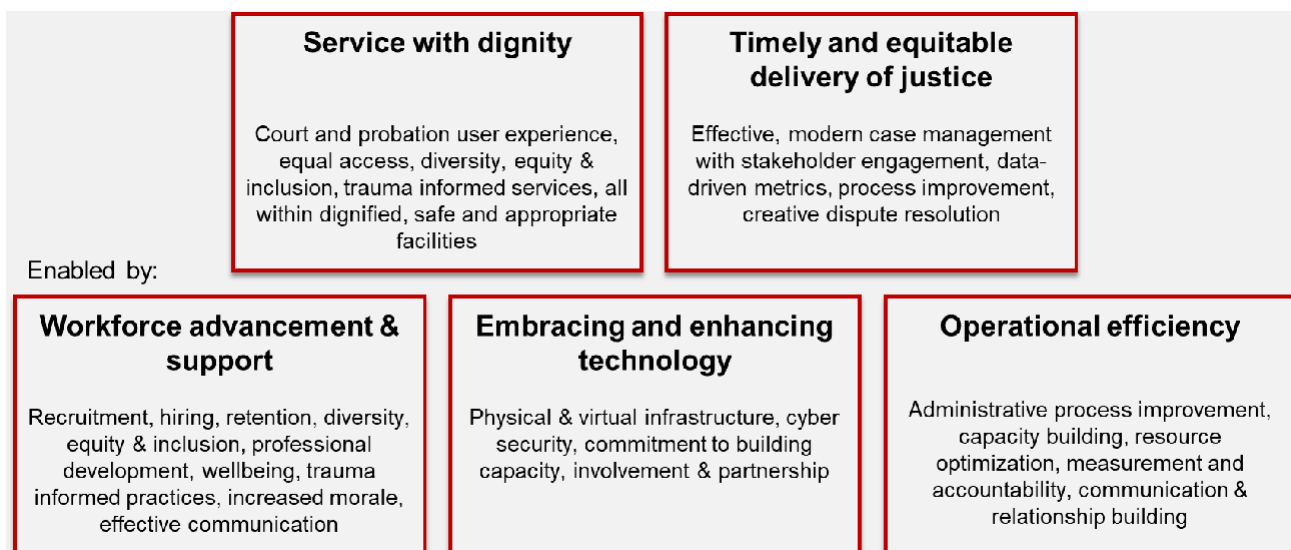 Service with dignity
Court and probation user experience,
equal access, diversity, equity &
inclusion, trauma informed services, all
within dignified, safe and appropriate
facilities
Timely and equitable
delivery of justice
Effective, modern case management
with stakeholder engagement, data-
driven metrics, process improvement,
creative dispute resolution
Enabled by:
Workforce advancement &
support
Recruitment, hiring, retention, diversity,
equity & inclusion, professional
development, wellbeing, trauma
informed practices, increased morale,
effective communication
Embracing and enhancing
technology
Physical & virtual infrastructure, cyber
security, commitment to building
capacity, involvement & partnership
Operational efficiency
Administrative process improvement,
capacity building, resource
optimization, measurement and
accountability, communication &
relationship building